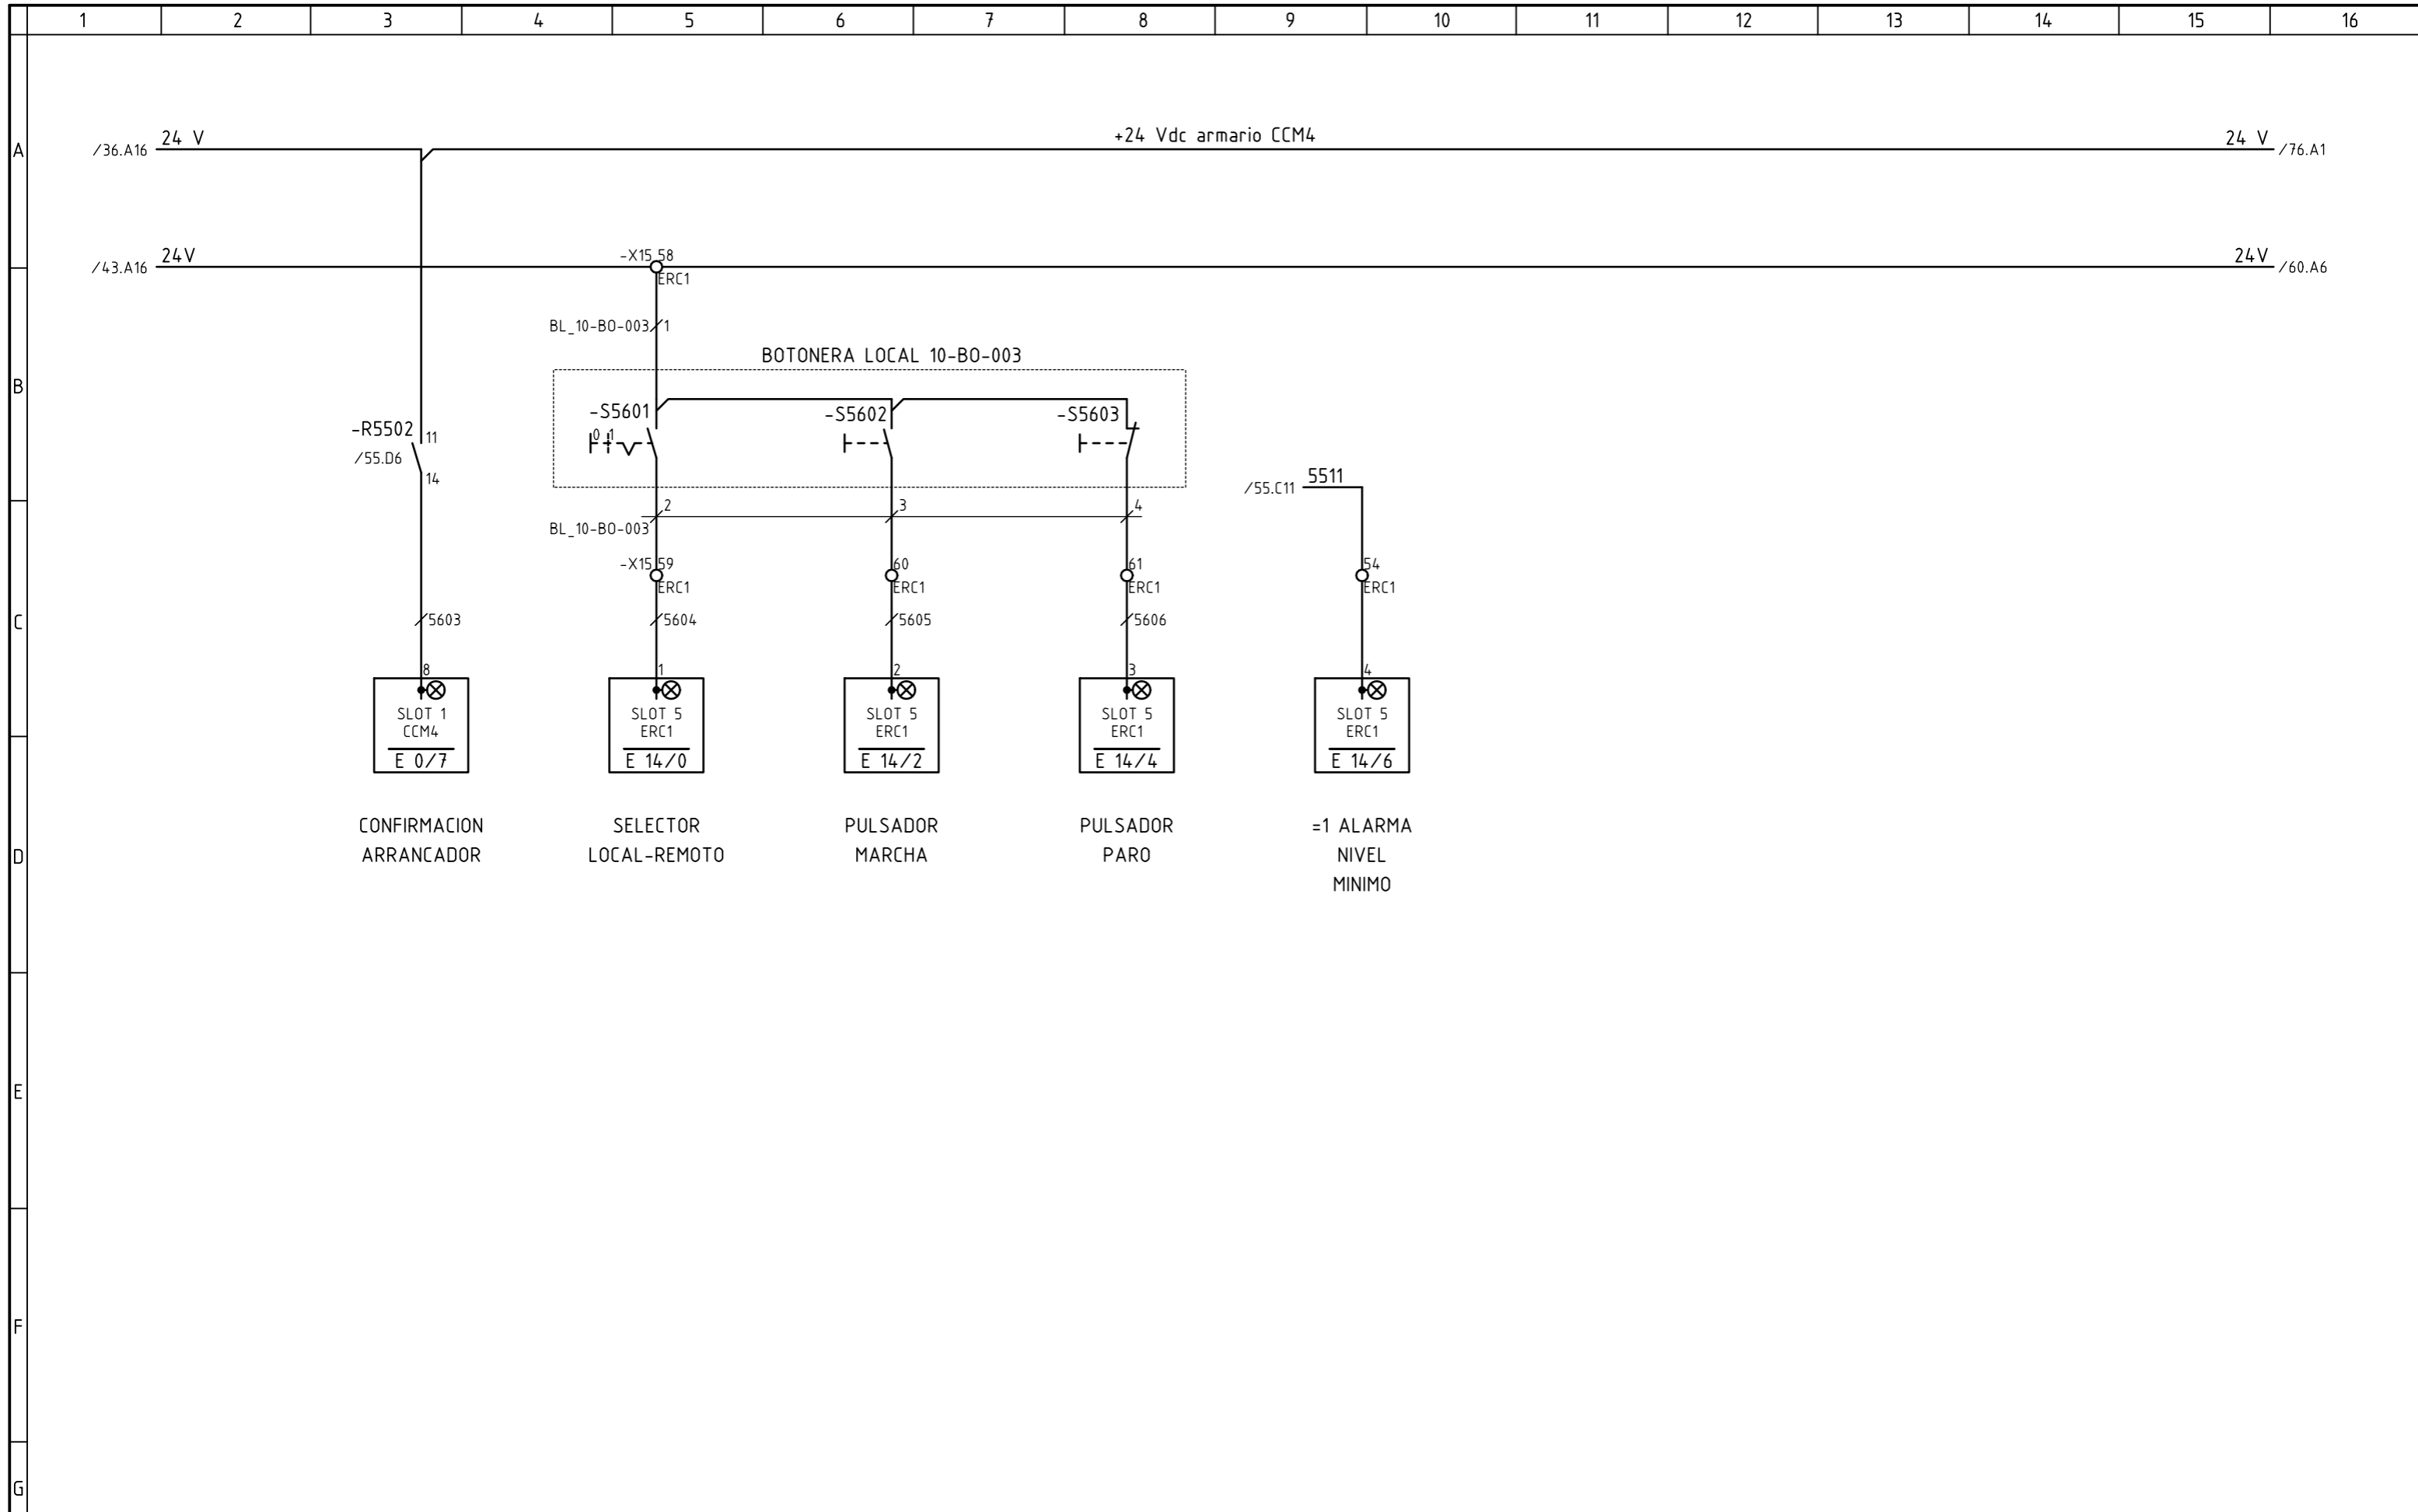 1 2 3 4 5 6 7 8 9 10 11 12 13 14 15 16
A
+24 Vdc armario CCM4
/36.A16 24 V 24 V /76.A1
/43.A16 24V -X15 58 24V /60.A6
ERC1
BL_10-BO-003 1
BOTONERA LOCAL 10-BO-003
B
-S5601 -S5602 -S5603
-R5502 11 0 1
/55.D6
14
5511
/55.C11
2 3 4
BL_10-BO-003
-X15 59 60 61 54
ERC1 ERC1 ERC1 ERC1
C
5603 5604 5605 5606
8 1 2 3 4
SLOT 1 SLOT 5 SLOT 5 SLOT 5 SLOT 5
CCM4 ERC1 ERC1 ERC1 ERC1
E 0/7 E 14/0 E 14/2 E 14/4 E 14/6
CONFIRMACION SELECTOR PULSADOR PULSADOR =1 ALARMA
D
ARRANCADOR LOCAL-REMOTO MARCHA PARO NIVEL
MINIMO
E
F
G